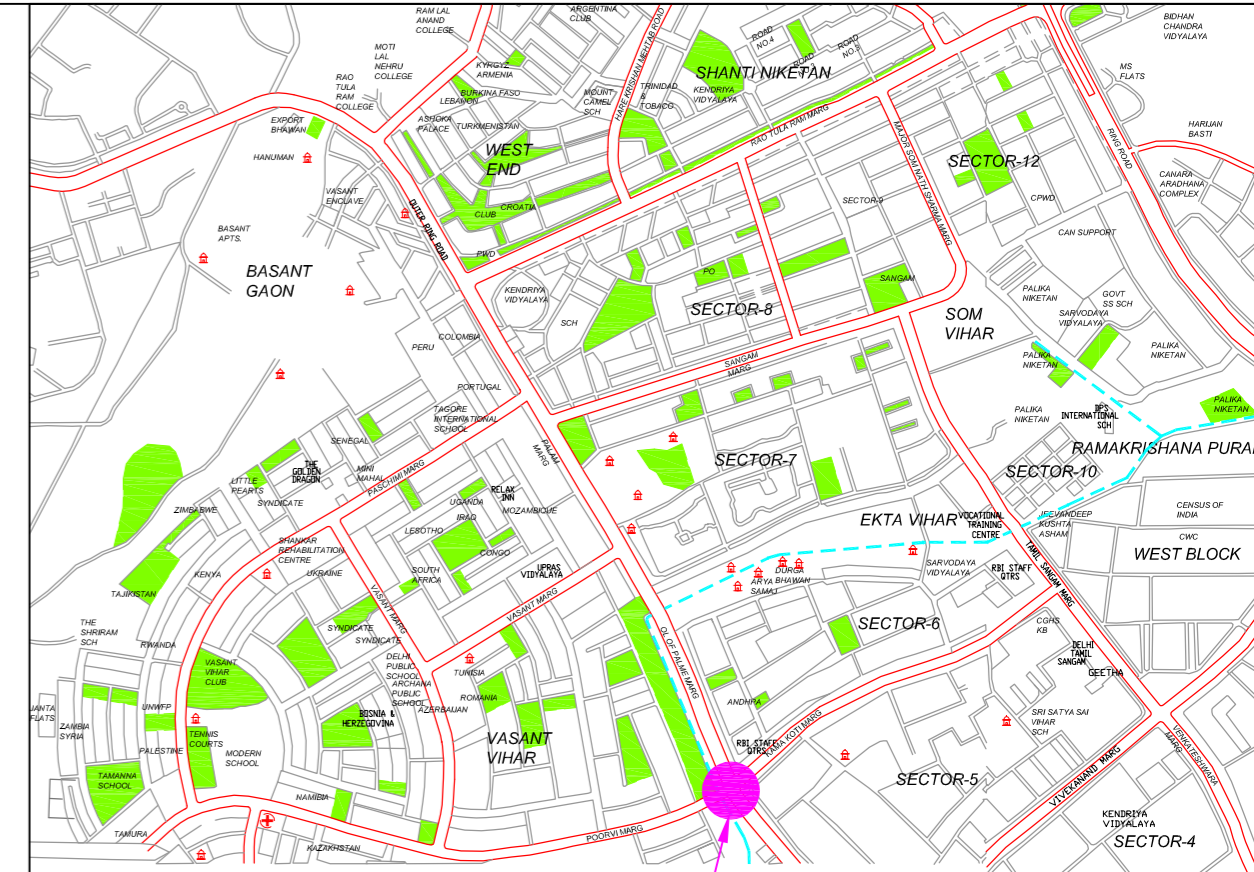 RAM LAL
ANAND
COLLEGE
ARGENTINA
CLUB
BIDHAN
CHANDRA
VIDYALAYA
MOTI
LAL
NEHRU
COLLEGE
RAO
TULA
RAM
COLLEGE
KYRGYZ
ARMENIA
HARE KRISHAN MEHTAB ROAD
ROAD
NO.4
ROAD
NO.3
ROAD
SHANTI NIKETAN
KENDRIYA
VIDYALAYA
MS
FLATS
BURKINA FASO
LEBANON
MOUNT
CAMEL
SCH
TRINIDAD
&
TOBACO
EXPORT
BHAWAN
ASHOKA
PALACE
TURKMENISTAN
RAO TULA RAM MARG
MAJOR SOM NATH SHARMA MARG
RING ROAD
HARIJAN
BASTI
HANUMAN
WEST
END
SECTOR-12
CANARA
ARADHANA
COMPLEX
VASANT
ENCLAVE
SECTOR-9
CPWD
OUTER RING ROAD
CLUB
CROATIA
BASANT
APTS.
CAN SUPPORT
PWD
BASANT
GAON
PO
SANGAM
KENDRIYA
VIDYALAYA
PALIKA
NIKETAN
GOVT
SS SCH
SECTOR-8
SOM
VIHAR
SARVODAYA
VIDYALAYA
SCH
COLOMBIA
PERU
PALIKA
NIKETAN
SANGAM
MARG
PALIKA
NIKETAN
PORTUGAL
TAGORE
INTERNATIONAL
SCHOOL
PALIKA
NIKETAN
DPS
INTERNATIONAL
SCH
PALIKA
NIKETAN
SENEGAL
PALAM
MARG
RAMAKRISHANA PURA
THE
GOLDEN
DRAGON
MINI
MAHAL
PASCHIMI MARG
SECTOR-7
SECTOR-10
LITTLE
PEARTS
SYNDICATE
RELAX
INN
UGANDA
ZIMBABWE
MOZAMBIQUE
IRAQ
LESOTHO
EKTA VIHAR
VOCATIONAL
TRAINING
CENTRE
JEEVANDEEP
KUSHTA
ASHAM
CENSUS OF
INDIA
CWC
SHANKAR
REHABILITATION
CENTRE
CONGO
WEST BLOCK
KENYA
UKRAINE
SOUTH
AFRICA
UPRAS
VIDYALAYA
DURGA
BHAWAN
ARYA
SAMAJ
SARVODAYA
VIDYALAYA
RBI STAFF
QTRS
TAMIL SANGAM MARG
TAJIKISTAN
VASANT MARG
VASANT MARG
THE
SHRIRAM
SCH
SYNDICATE
SYNDICATE
SECTOR-6
CGHS
KB
OLOF PALME MARG
RWANDA
DELHI
PUBLIC
SCHOOL
DELHI
TAMIL
SANGAM
VASANT
VIHAR
CLUB
TUNISIA
GEETHA
ARCHANA
PUBLIC
SCHOOL
ROMANIA
ANDHPA
JANTA
FLATS
UNWFP
AZERBAIJAN
BOSNIA &
HERZEGOVINA
ZAMBIA
SYRIA
TENNIS
COURTS
SRI SATYA SAI
VIHAR
SCH
VASANT
VIHAR
RBI STAFF
QTRS
KAMA KOTI MARG
VENKATESHWARA
MARG
PALESTINE
MODERN
SCHOOL
TAMANNA
SCHOOL
SECTOR-5
VIVEKANAND MARG
NAMIBIA
KENDRIYA
VIDYALAYA
TAMURA
POORVI MARG
SECTOR-4
KAZAKHSTAN